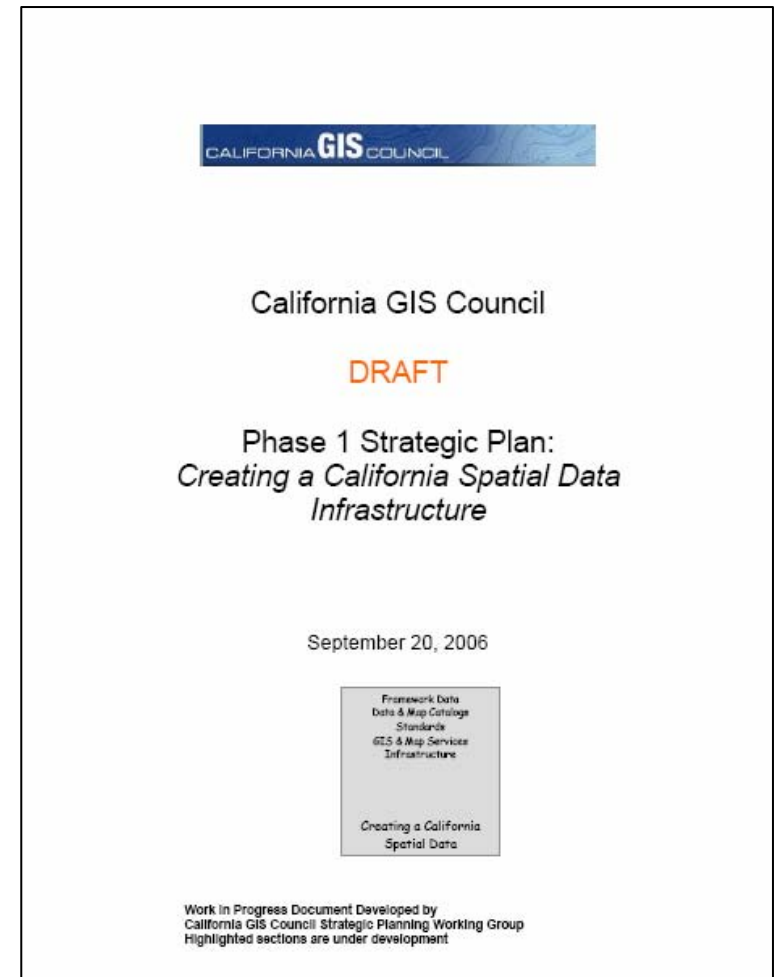 CALIFORNIA GIS COUNCIL
California GIS Council
DRAFT
Phase 1 Strategic Plan:
Creating a California Spatial Data
Infrastructure
September 20, 2006
Framework Data
Data & Map Catalogs
Standards
GIS & Map Services
Infrastructure
Creating a California
Spatial Data
Work In Progress Document Developed by
California GIS Council Strategic Planning Working Group
Highlighted sections are under development